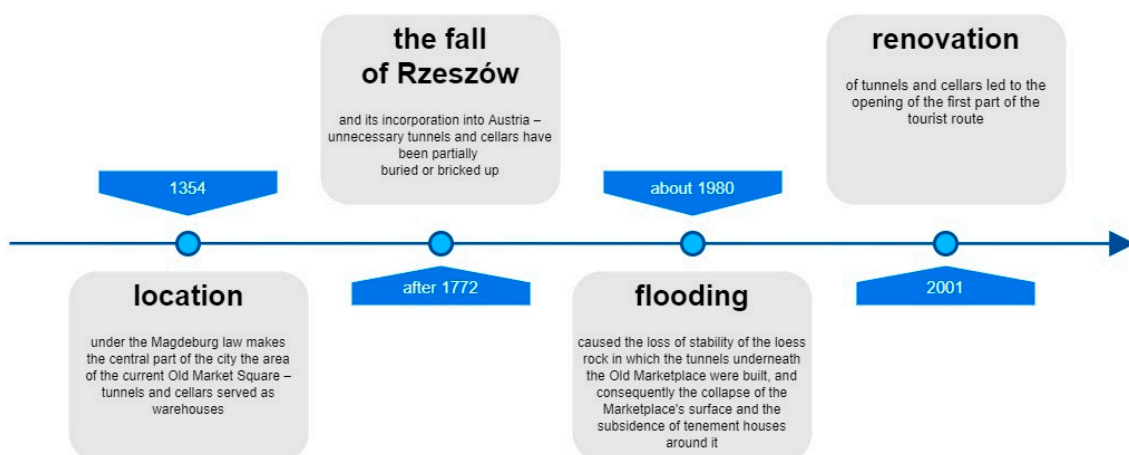 1354
location
under the Magdeburg law makes
the central part of the city the area
of the current Old Market Square –
tunnels and cellars served as
warehouses
the fall
of Rzeszów
and its incorporation into Austria –
unnecessary tunnels and cellars have
been partially
buried or bricked up
after 1772
about 1980
flooding
caused the loss of stability of the loess
rock in which the tunnels underneath
the Old Marketplace were built, and
consequently the collapse of the
Marketplace's surface and the
subsidence of tenement houses
around it
renovation
of tunnels and cellars led to the
opening of the first part of the
tourist route
2001